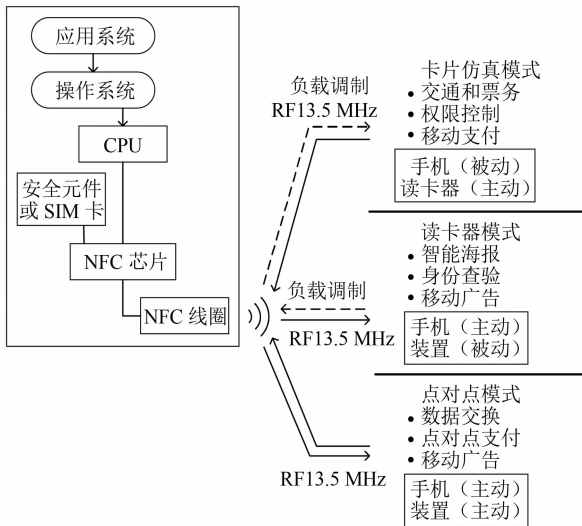 应用系统
操作系统
CPU
安全元件
或 SIM 卡
NFC 芯片
NFC 线圈
负载调制
RF13.5 MHz
卡片仿真模式
• 交通和票务
• 权限控制
• 移动支付
手机（被动）
读卡器（主动）
负载调制
RF13.5 MHz
读卡器模式
• 智能海报
• 身份查验
• 移动广告
手机（主动）
装置（被动）
RF13.5 MHz
点对点模式
• 数据交换
• 点对点支付
• 移动广告
手机（主动）
装置（主动）